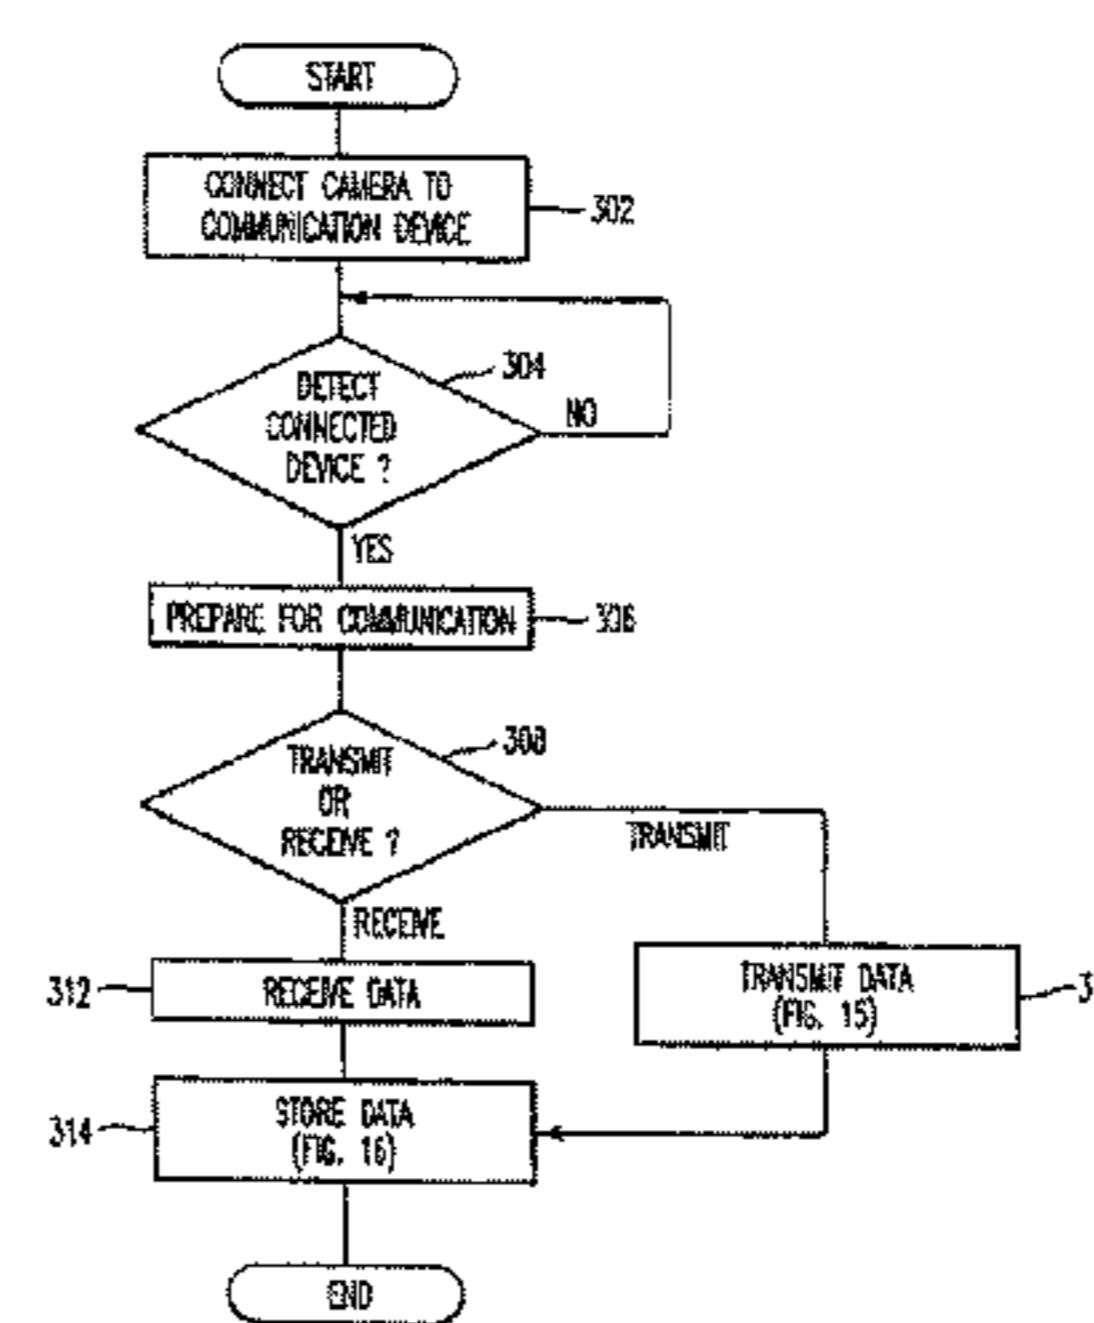 START
CONNECT CAMERA TO
COMMUNICATION DEVICE
302
304
DETECT
CONNECTED
DEVICE ?
NO
YES
PREPARE FOR COMMUNICATION
306
308
TRANSMIT
OR
RECEIVE ?
TRANSMIT
RECEIVE
312
RECEIVE DATA
TRANSMIT DATA
(FIG. 15)
3
314
STORE DATA
(FIG. 16)
END